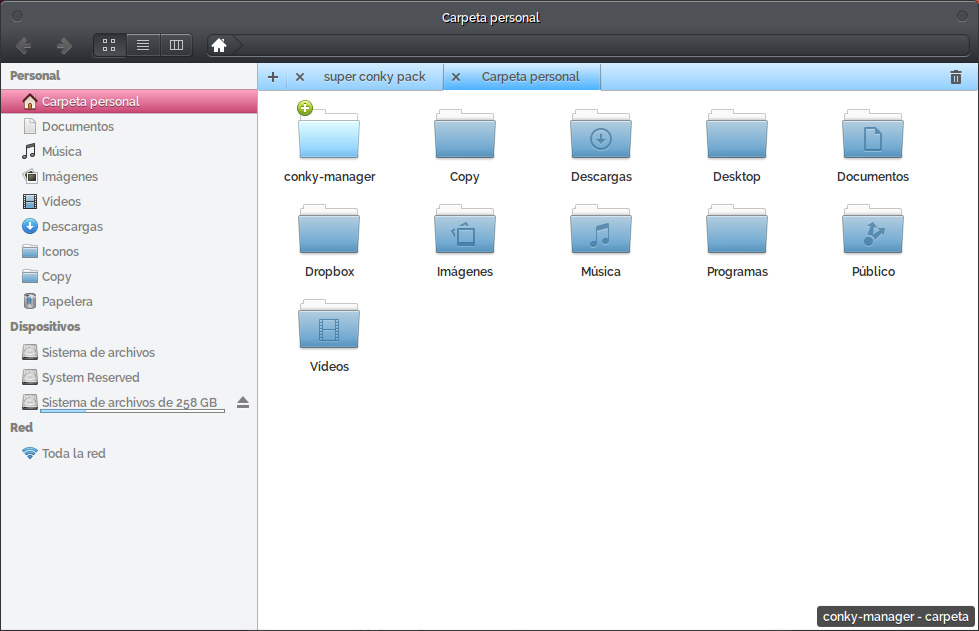 Carpeta personal
Personal
Carpeta personal
Documentos
Música
Imágenes
Vídeos
Descargas
Iconos
Copy
Papelera
Dispositivos
Sistema de archivos
System Reserved
Sistema de archivos de 258 GB
Red
Toda la red
super conky pack
Carpeta personal
conky-manager
Copy
Descargas
Desktop
Documentos
Dropbox
Imágenes
Música
Programas
Público
Vídeos
conky-manager - carpeta